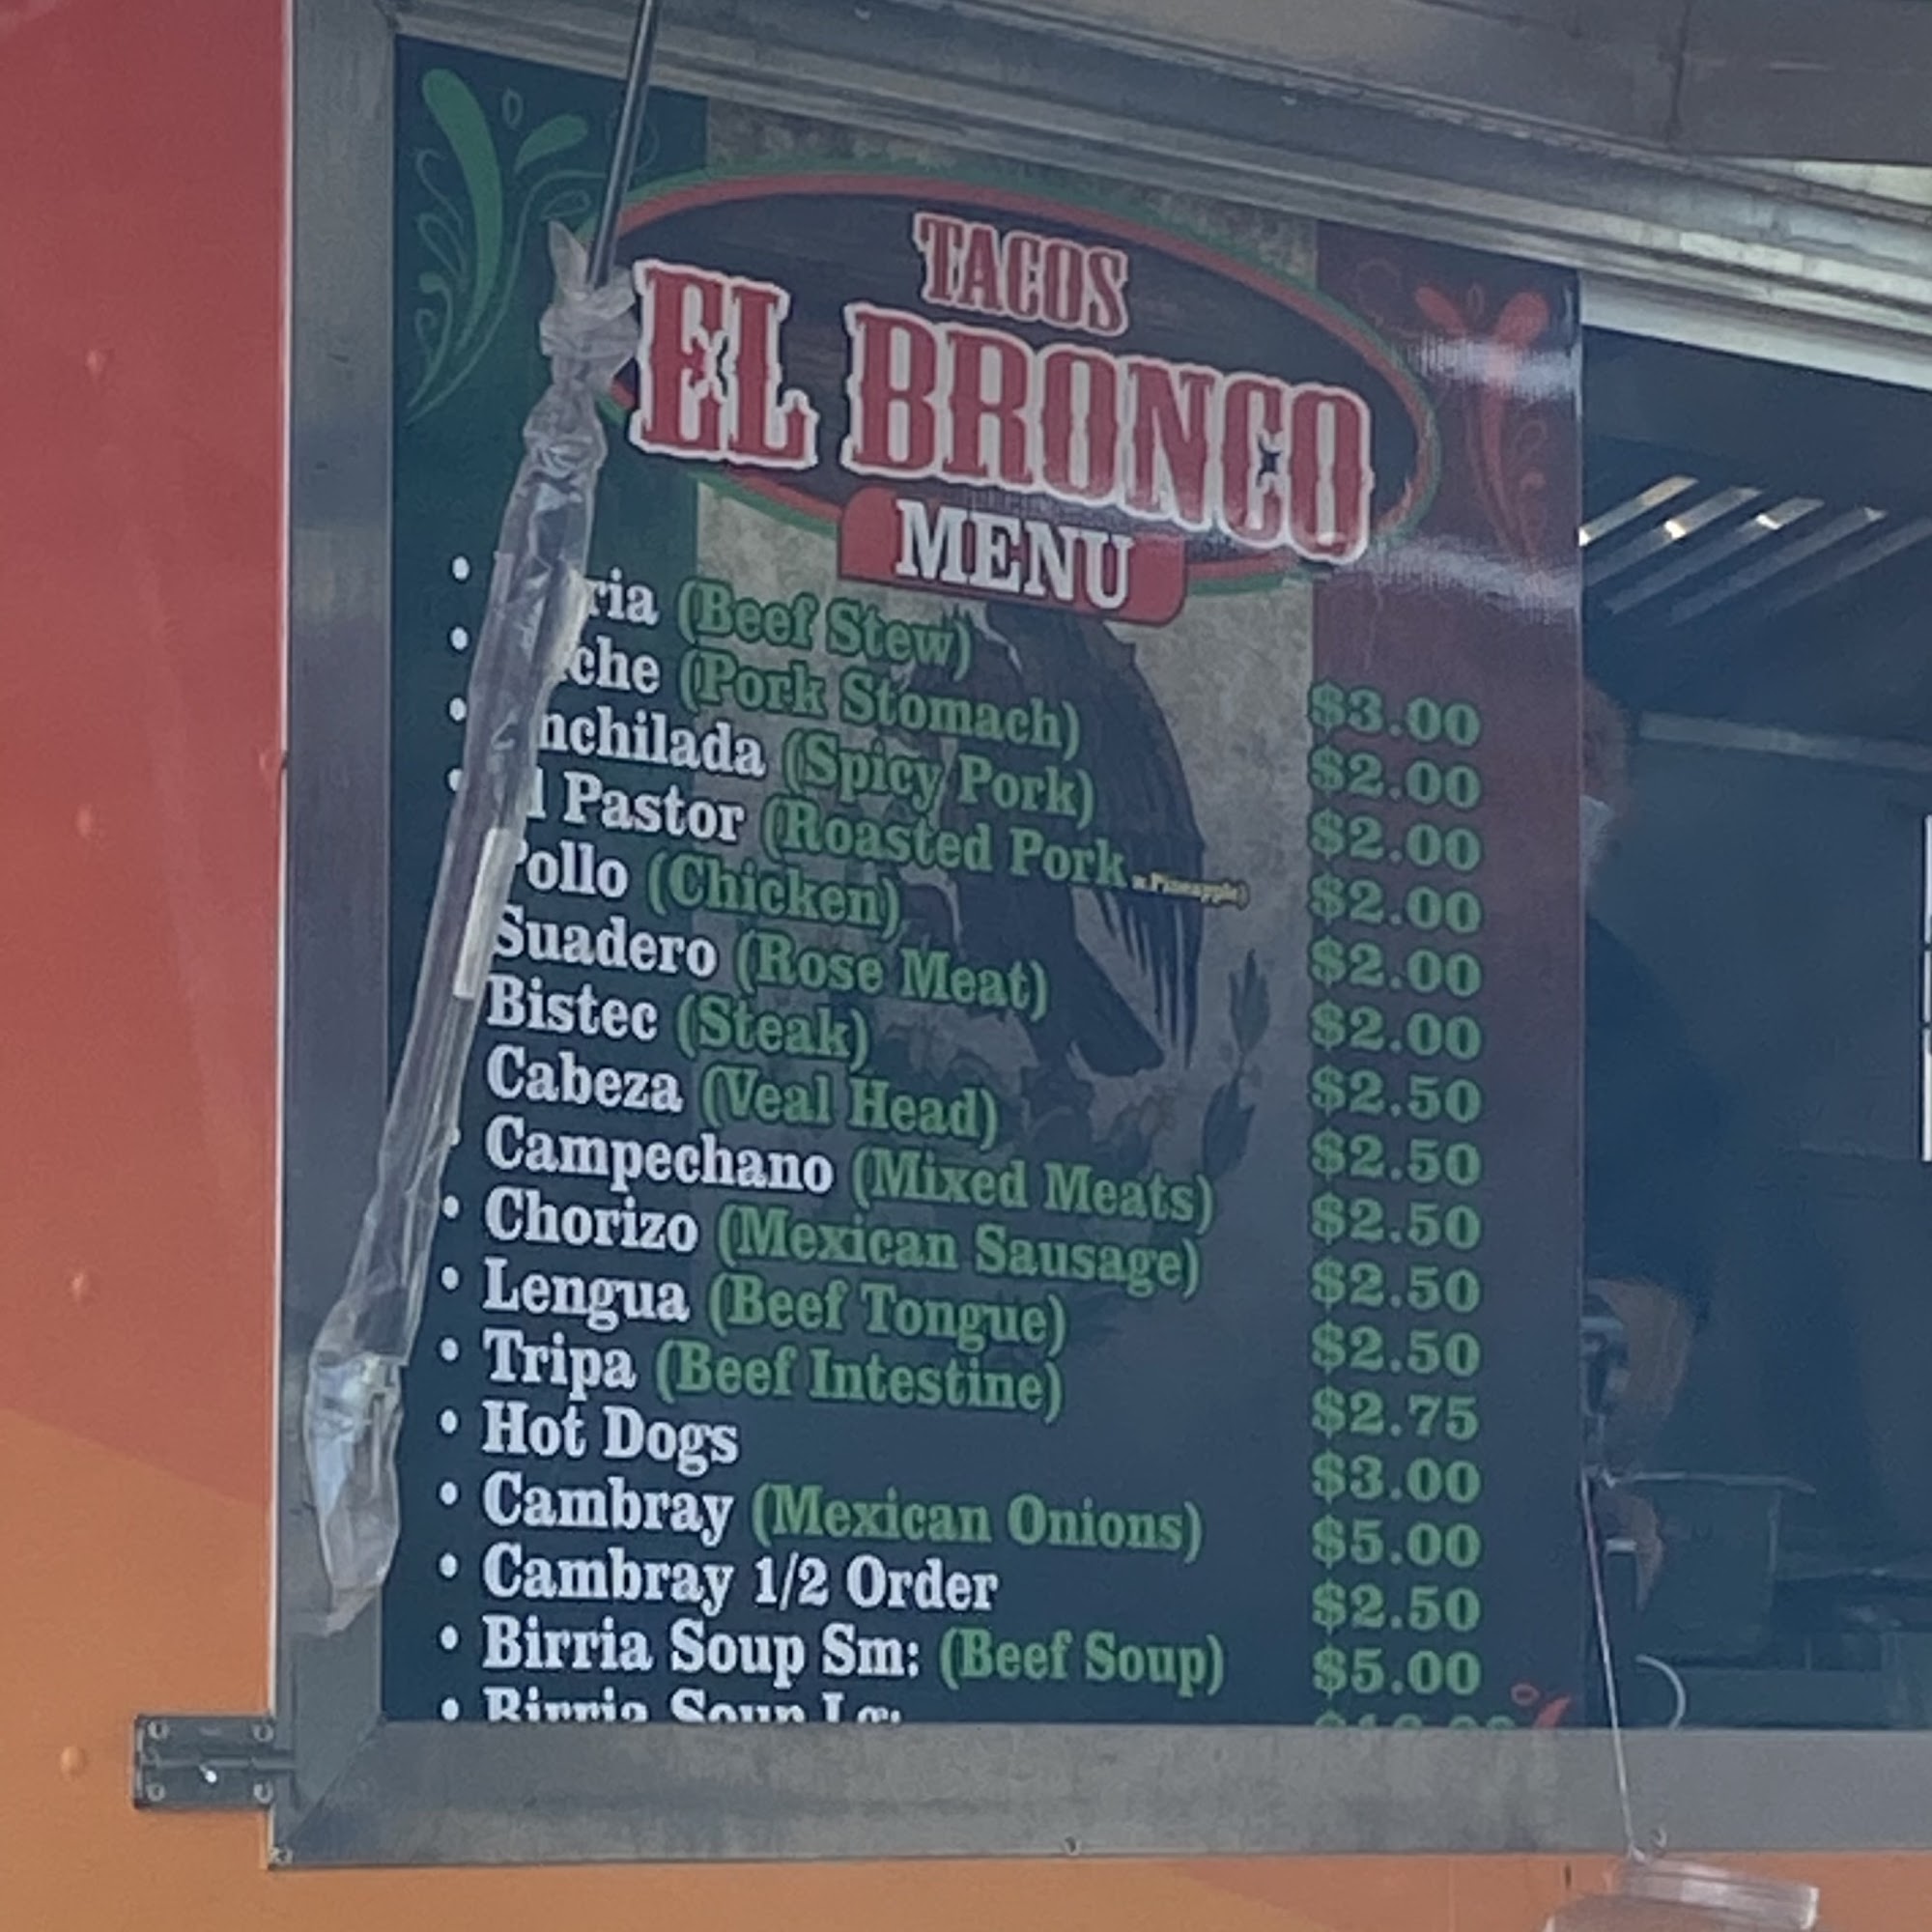 TACOS
EL BRONCO
MENU
• ria (Beef Stew) $3.00
• che (Pork Stomach) $2.00
• nchilada (Spicy Pork) $2.00
• l Pastor (Roasted Pork w.Pineapple) $2.00
Pollo (Chicken) $2.00
Suadero (Rose Meat) $2.00
Bistec (Steak) $2.50
Cabeza (Veal Head) $2.50
• Campechano (Mixed Meats) $2.50
• Chorizo (Mexican Sausage) $2.50
• Lengua (Beef Tongue) $2.50
• Tripa (Beef Intestine) $2.75
• Hot Dogs $3.00
• Cambray (Mexican Onions) $5.00
• Cambray 1/2 Order $2.50
• Birria Soup Sm: (Beef Soup) $5.00
• Birria Soup Lg: